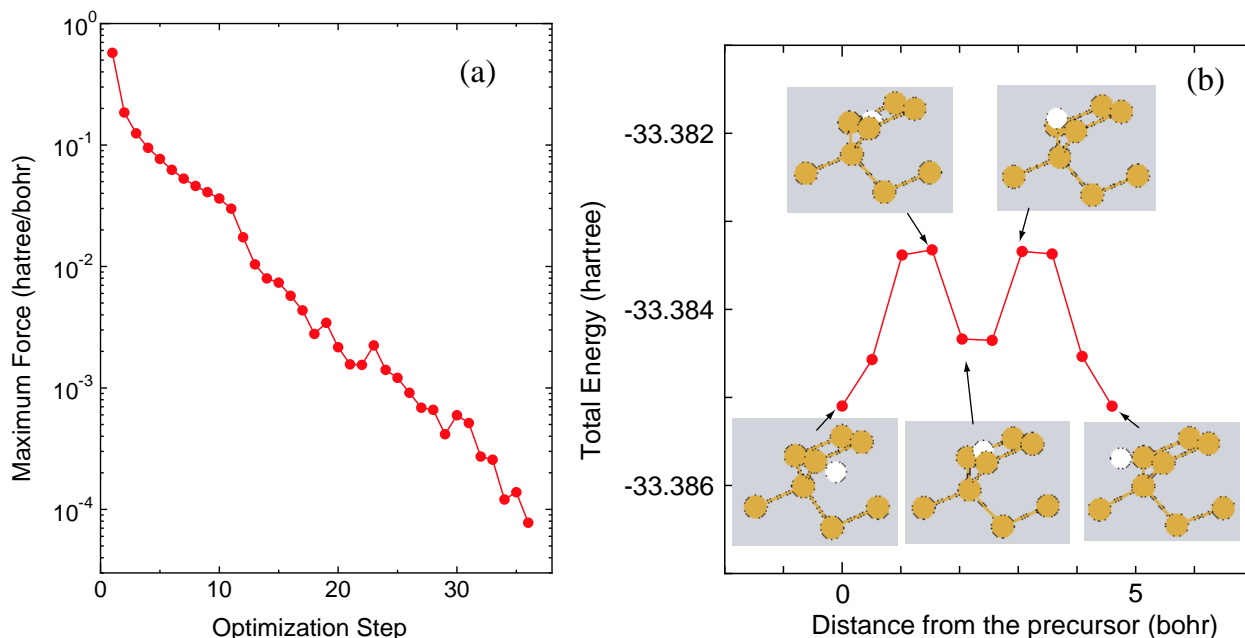 (a)
10^0
10^-1
10^-2
10^-3
10^-4
Maximum Force (hatree/bohr)
0
10
20
30
Optimization Step
(b)
-33.382
-33.384
-33.386
Total Energy (hartree)
0
5
Distance from the precursor (bohr)